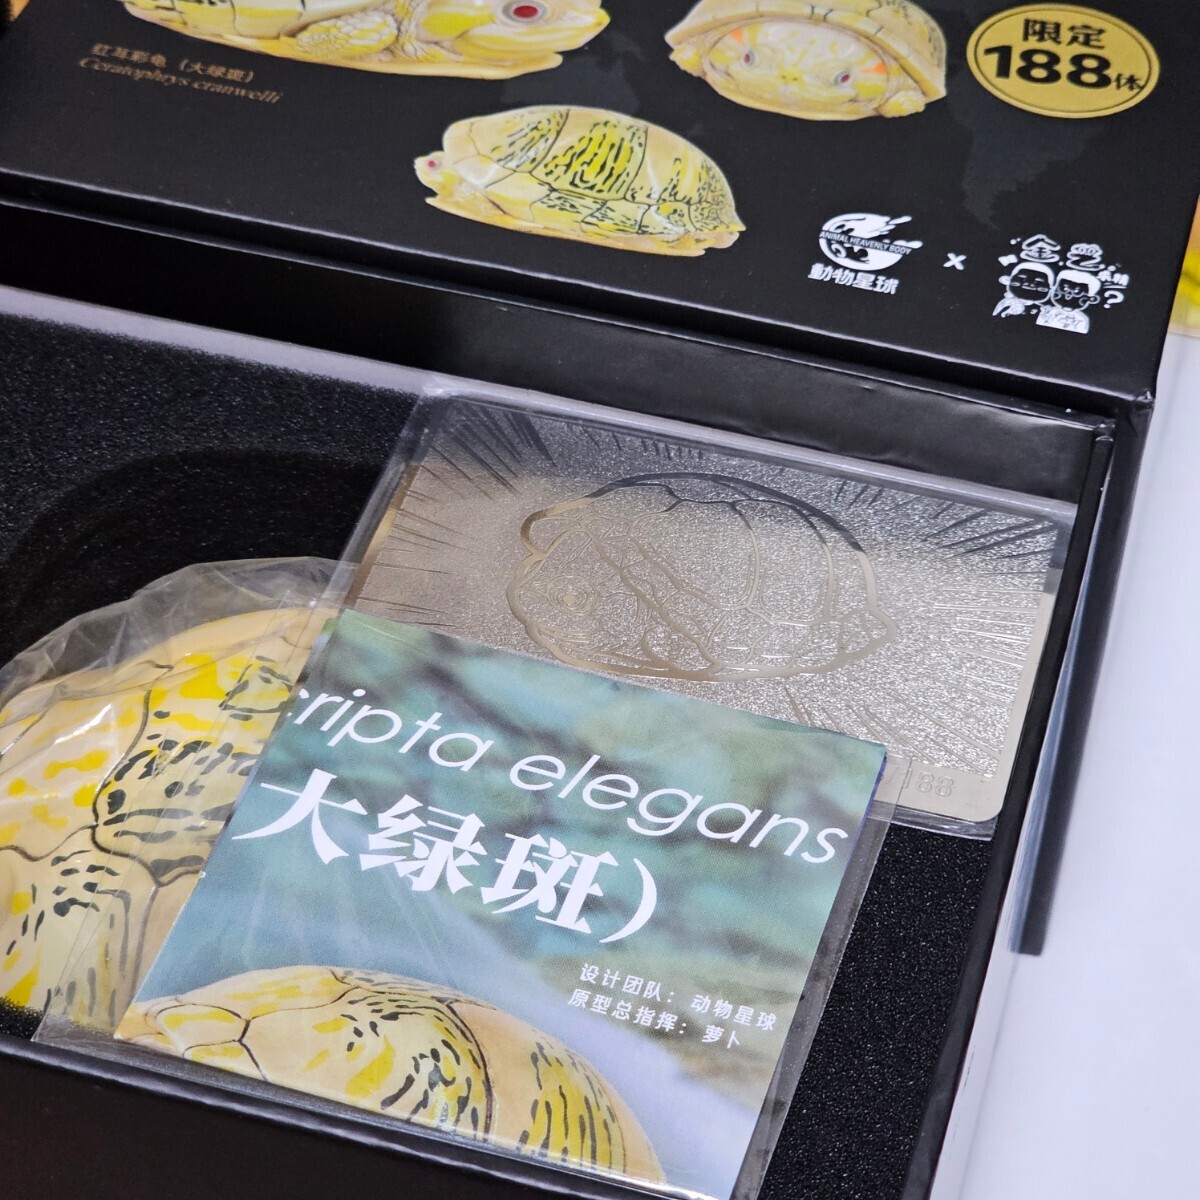 限定
188体
红耳彩龟（大绿斑）
Ceratophrys cranwelli
ANIMAL HEAVENLY BODY
動物星球
x
?
/188
cripta elegans
大绿斑）
设计团队： 动物星球
原型总指挥： 萝卜